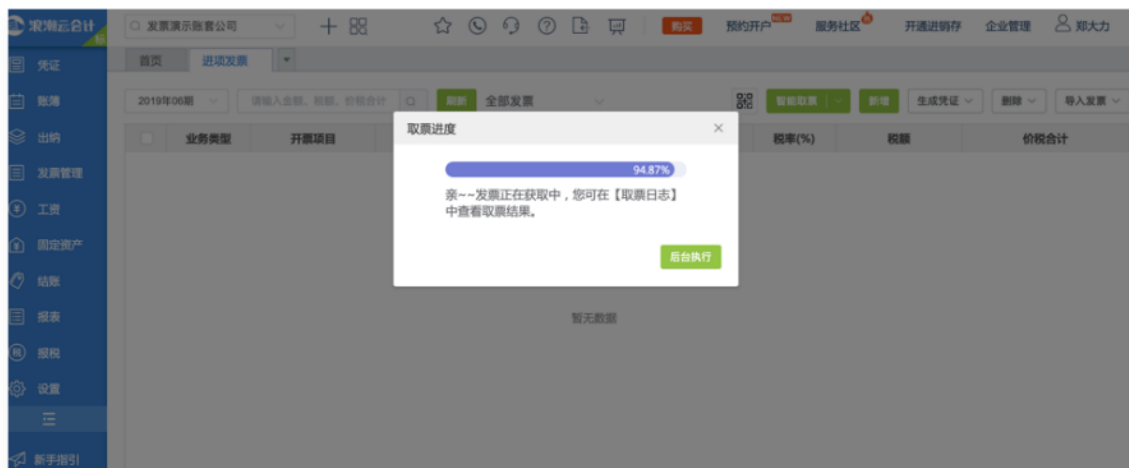 浪潮云会计
标
发票演示账套公司
购买
预约开户
NEW
服务社区
开通进销存
企业管理
郑大力
凭证
首页
进项发票
账簿
2019年06期
请输入金额、税额、价税合计
刷新
全部发票
智能取票
新增
生成凭证
删除
导入发票
出纳
业务类型
开票项目
税率(%)
税额
价税合计
取票进度
94.87%
亲~~发票正在获取中,您可在【取票日志】
中查看取票结果。
后台执行
发票管理
工资
固定资产
结账
报表
暂无数据
税
报税
设置
新手指引